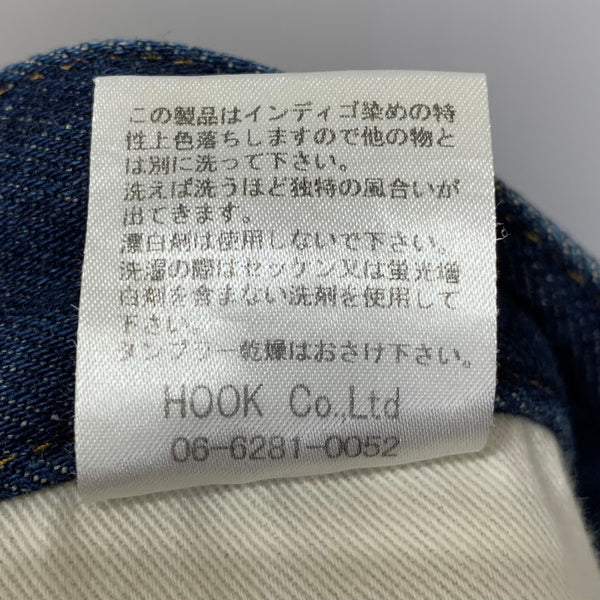 この製品はインディゴ染めの特
性上色落ちしますので他の物と
は別に洗って下さい。
洗えば洗うほど独特の風合いが
出てきます。
漂白剤は使用しないで下さい。
洗濯の際はセッケン又は蛍光増
白剤を含まない洗剤を使用して
下さい。
タンブラー乾燥はおさけ下さい。
HOOK Co.,Ltd
06-6281-0052